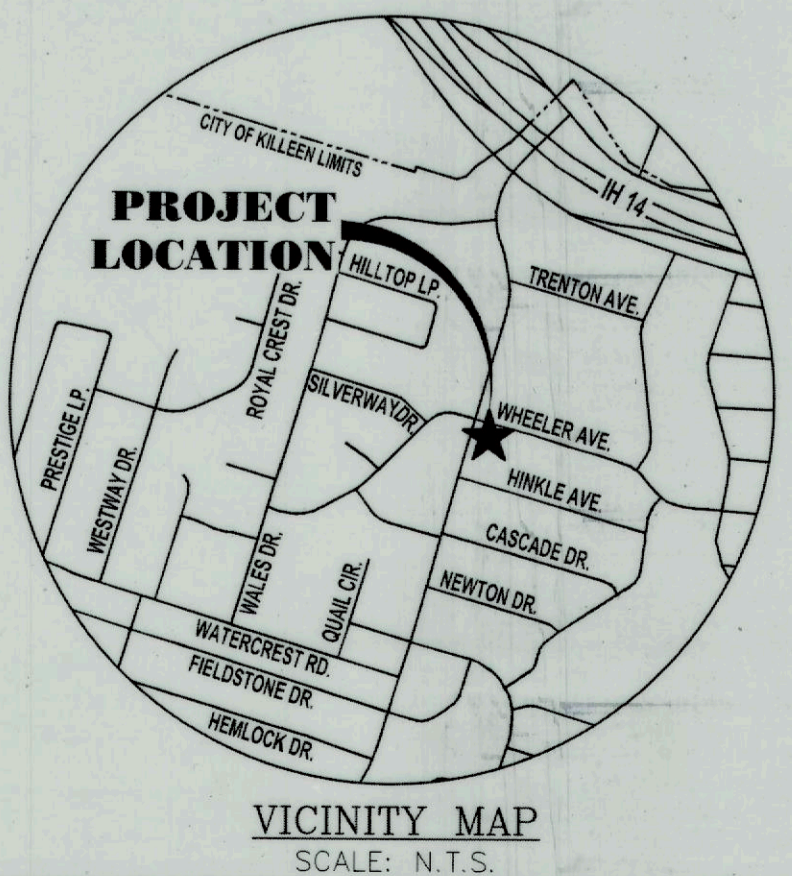 CITY OF KILLEEN LIMITS
IH 14
PROJECT
LOCATION
HILLTOP LP.
TRENTON AVE.
ROYAL CREST DR.
SILVERWAY DR.
WHEELER AVE.
PRESTIGE LP.
WESTWAY DR.
HINKLE AVE.
CASCADE DR.
WALES DR.
QUAIL CIR.
NEWTON DR.
WATERCREST RD.
FIELDSTONE DR.
HEMLOCK DR.
VICINITY MAP
SCALE: N.T.S.